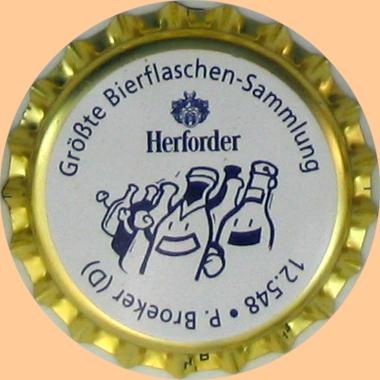 Größte Bierflaschen-Sammlung
Herforder
12.548 • P. Broeker (D)